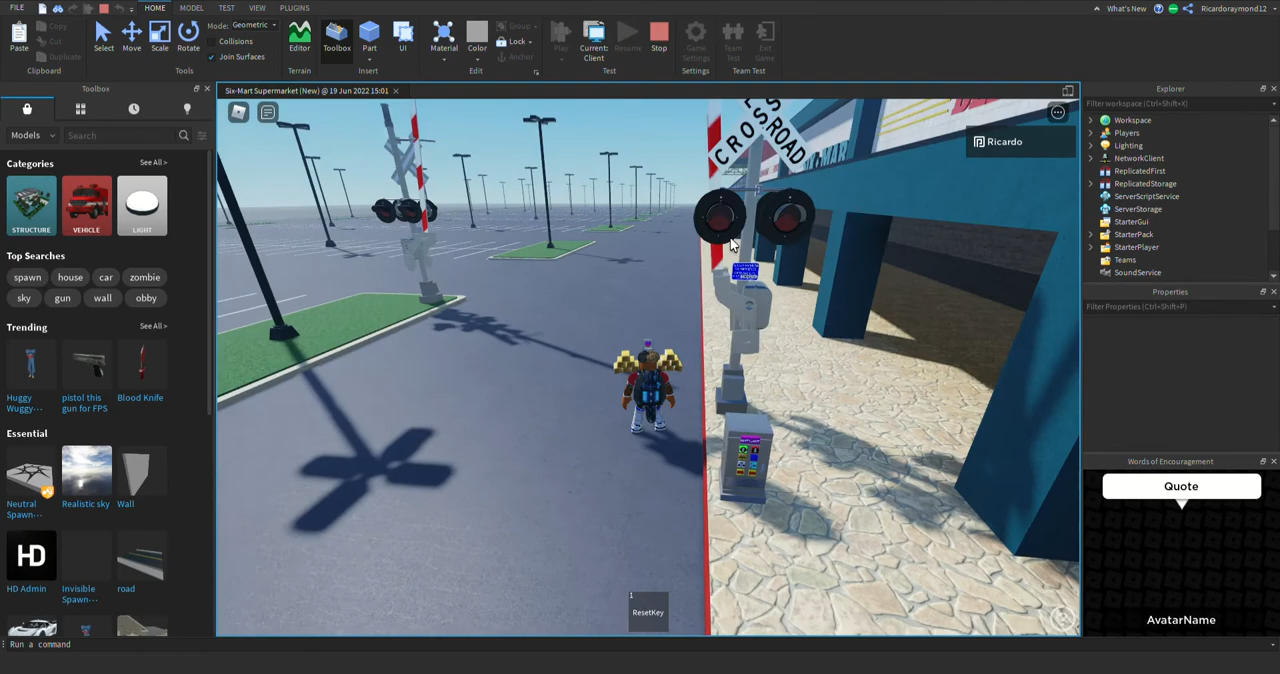 FILE HOME MODEL TEST VIEW PLUGINS What's New Ricardoraymond12
Paste Copy Cut Duplicate Select Move Scale Rotate Mode: Geometric Collisions Join Surfaces Editor Toolbox Part UI Material Color Group Lock Anchor Play Current: Client Resume Stop Game Settings Team Test Exit Game
Clipboard Tools Terrain Insert Edit Test Settings Team Test
Toolbox
Models Search
Categories See All >
STRUCTURE VEHICLE LIGHT
Top Searches
spawn house car zombie
sky gun wall obby
Trending See All >
Huggy Wuggy... pistol this gun for FPS Blood Knife
Essential
Neutral Spawn... Realistic sky Wall
HD
HD Admin Invisible Spawn... road
Six-Mart Supermarket (New) @ 19 Jun 2022 15:01
CROSS
ROAD
Ricardo
1
ResetKey
Explorer
Filter workspace (Ctrl+Shift+X)
Workspace
Players
Lighting
NetworkClient
ReplicatedFirst
ReplicatedStorage
ServerScriptService
ServerStorage
StarterGui
StarterPack
StarterPlayer
Teams
SoundService
Properties
Filter Properties (Ctrl+Shift+P)
Words of Encouragement
Quote
AvatarName
Run a command